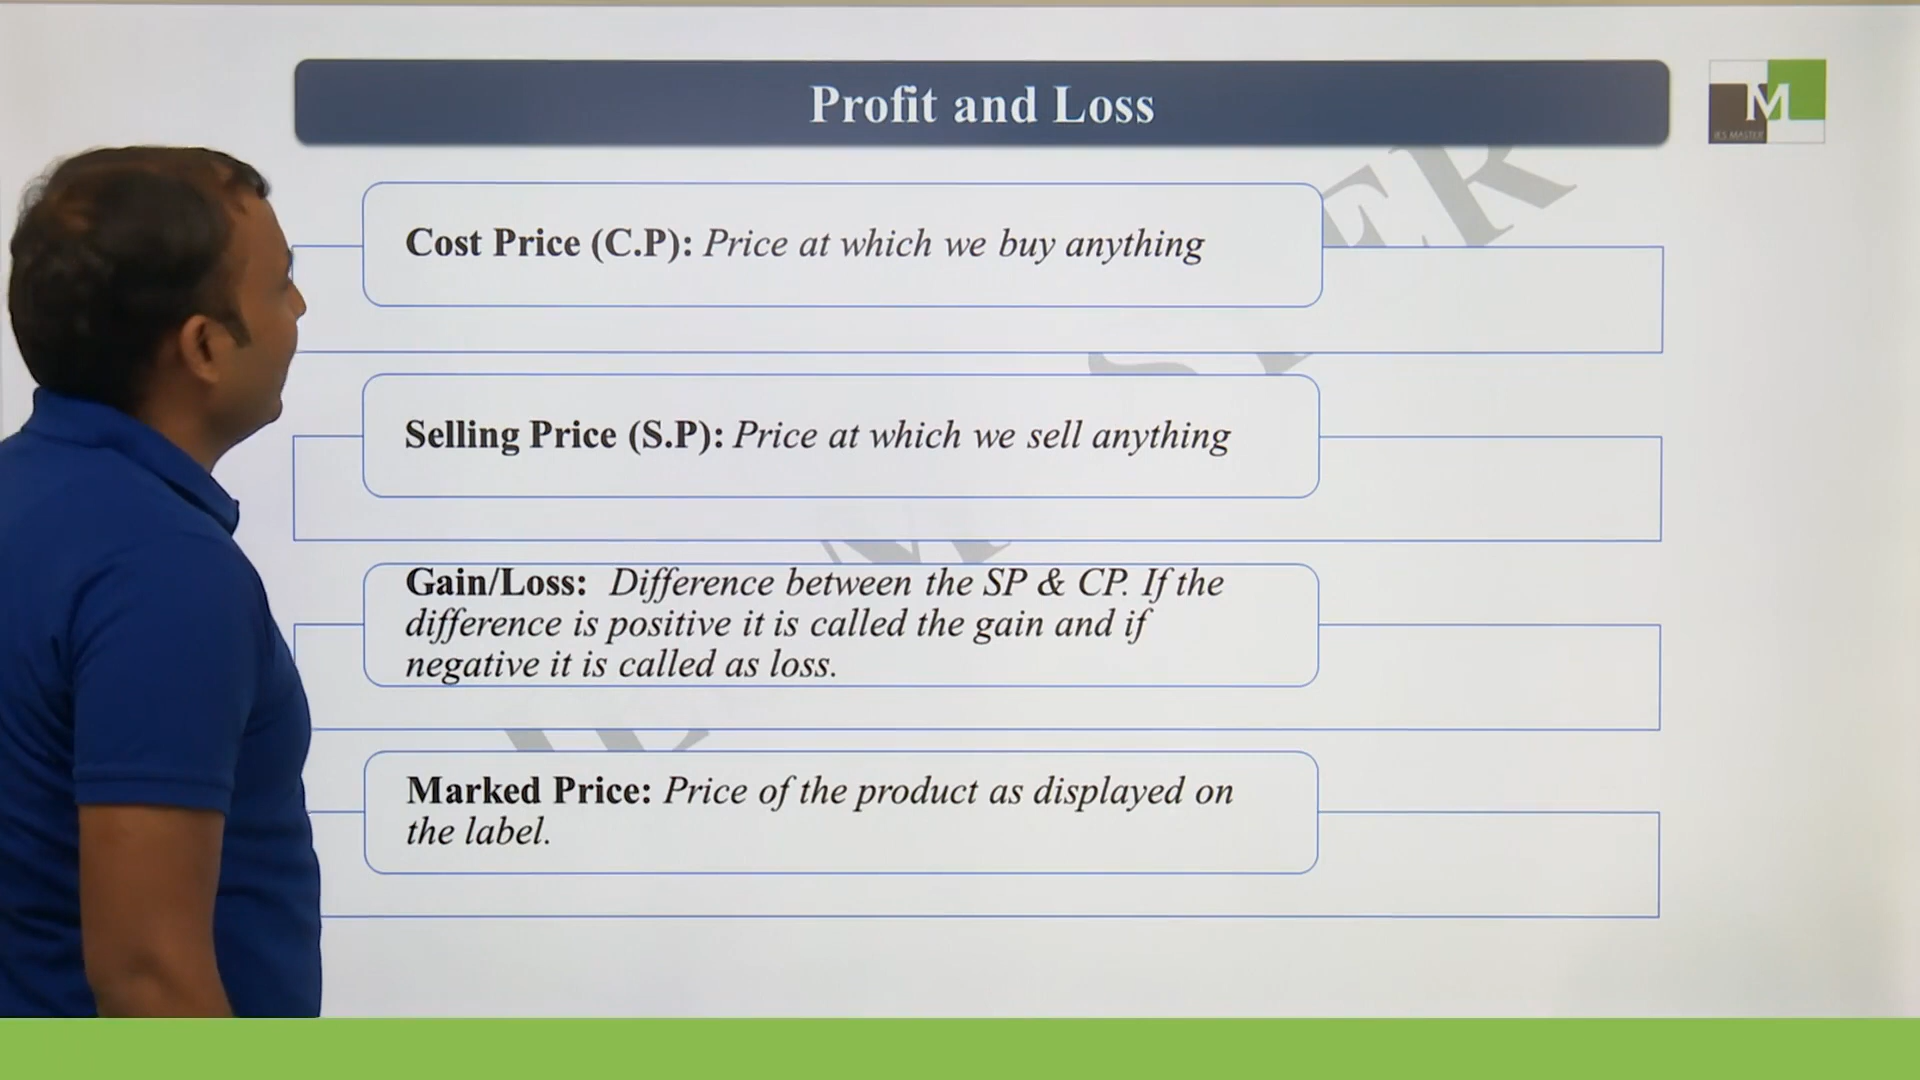 Profit and Loss
IES MASTER
Cost Price (C.P): Price at which we buy anything
Selling Price (S.P): Price at which we sell anything
Gain/Loss: Difference between the SP & CP. If the
difference is positive it is called the gain and if
negative it is called as loss.
Marked Price: Price of the product as displayed on
the label.